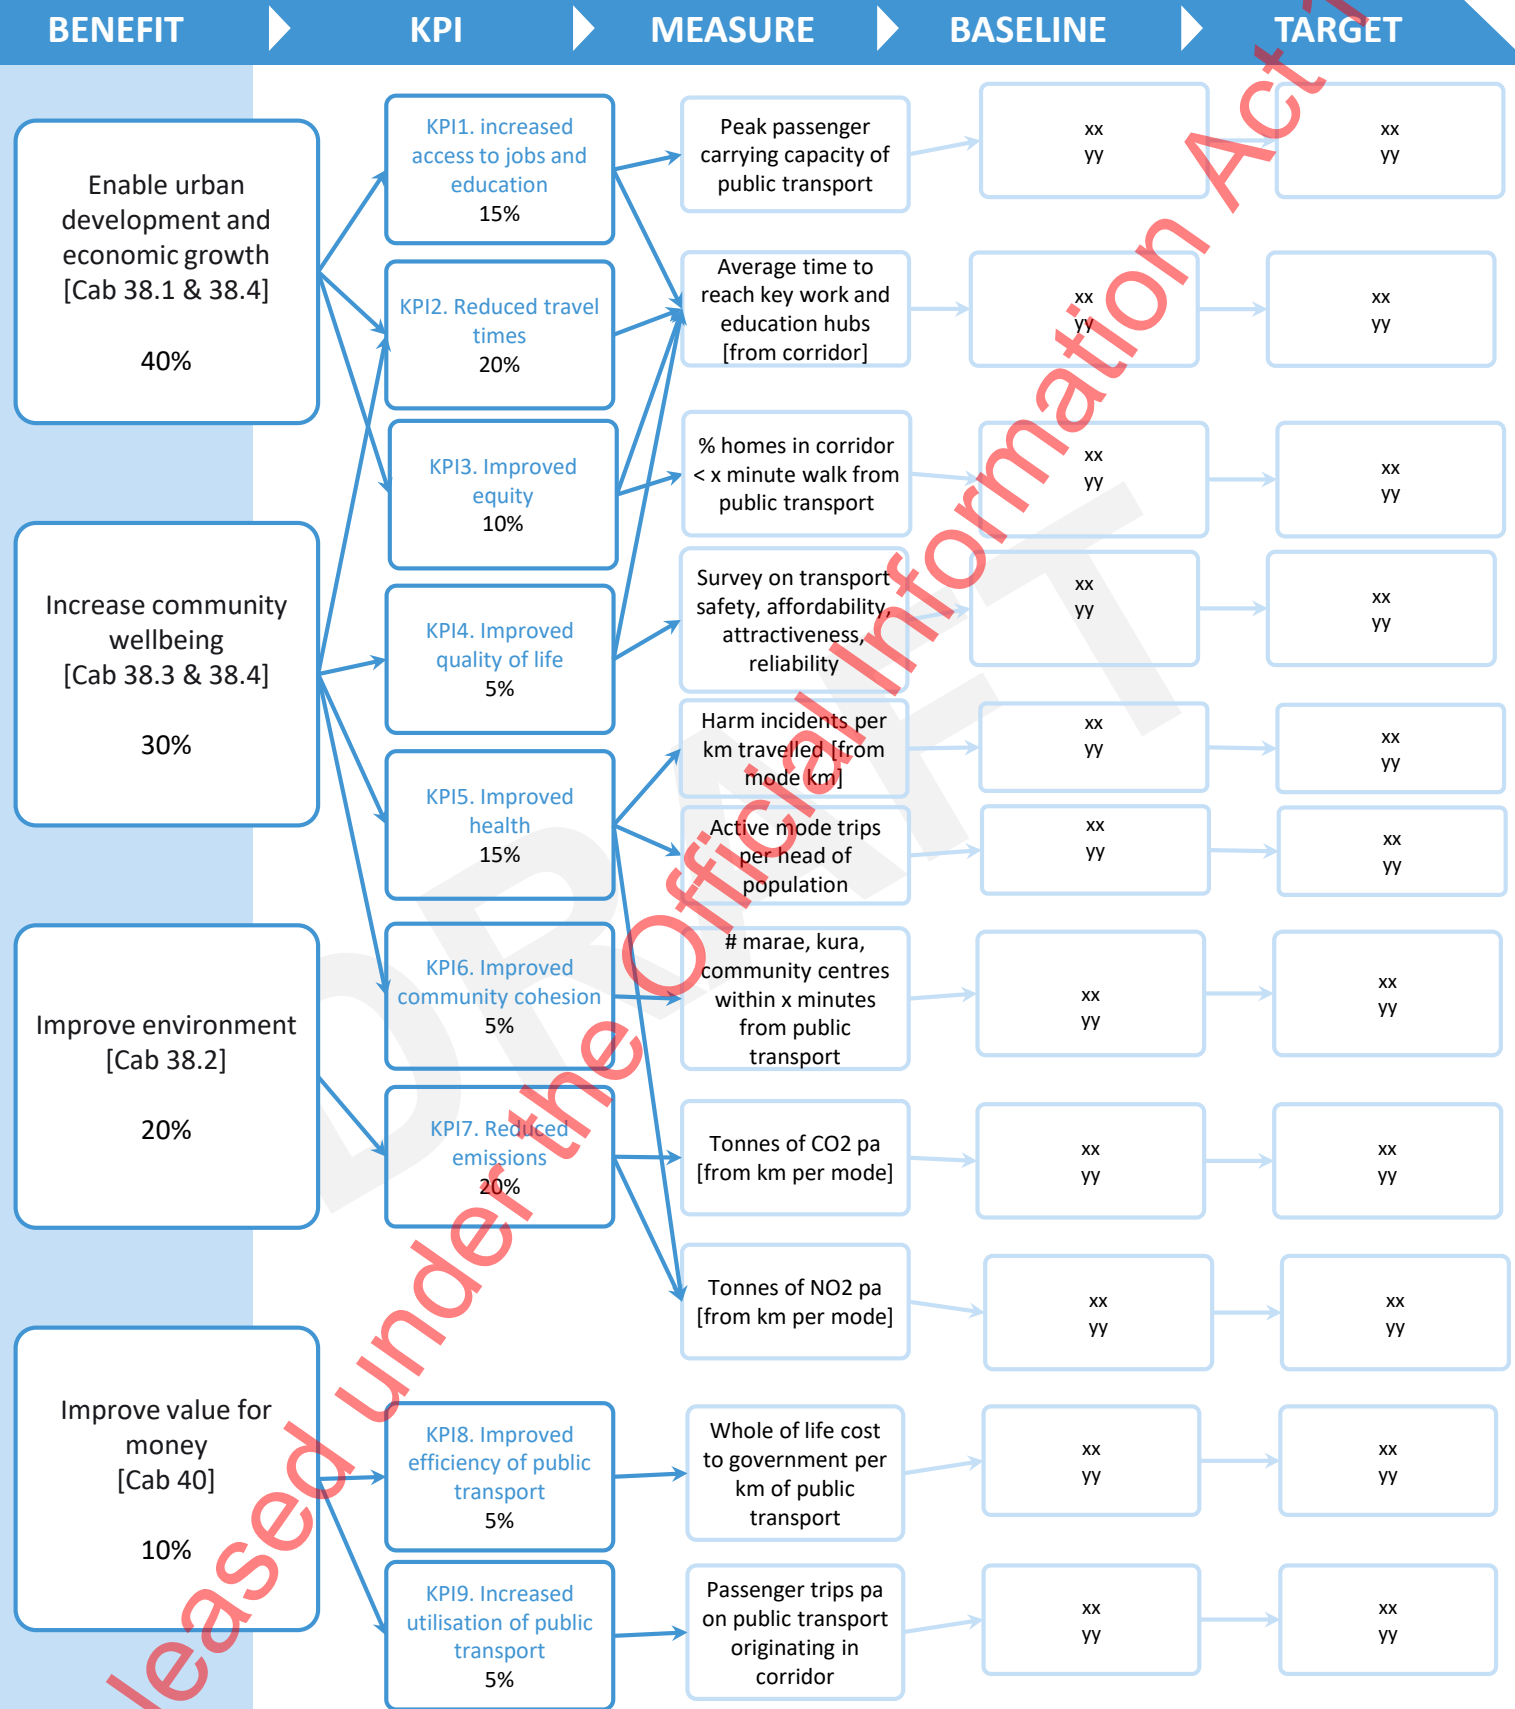 BENEFIT
KPI
MEASURE
BASELINE
TARGET
Enable urban
development and
economic growth
[Cab 38.1 & 38.4]
40%
Increase community
wellbeing
[Cab 38.3 & 38.4]
30%
Improve environment
[Cab 38.2]
20%
Improve value for
money
[Cab 40]
10%
KPI1. increased
access to jobs and
education
15%
KPI2. Reduced travel
times
20%
KPI3. Improved
equity
10%
KPI4. Improved
quality of life
5%
KPI5. Improved
health
15%
KPI6. Improved
community cohesion
5%
KPI7. Reduced
emissions
20%
KPI8. Improved
efficiency of public
transport
5%
KPI9. Increased
utilisation of public
transport
5%
Peak passenger
carrying capacity of
public transport
Average time to
reach key work and
education hubs
[from corridor]
% homes in corridor
< x minute walk from
public transport
Survey on transport
safety, affordability,
attractiveness,
reliability
Harm incidents per
km travelled [from
mode km]
Active mode trips
per head of
population
# marae, kura,
community centres
within x minutes
from public
transport
Tonnes of CO2 pa
[from km per mode]
Tonnes of NO2 pa
[from km per mode]
Whole of life cost
to government per
km of public
transport
Passenger trips pa
on public transport
originating in
corridor
xx
yy
xx
yy
xx
yy
xx
yy
xx
yy
xx
yy
xx
yy
xx
yy
xx
yy
xx
yy
xx
yy
xx
yy
xx
yy
xx
yy
xx
yy
xx
yy
xx
yy
xx
yy
xx
yy
xx
yy
xx
yy
xx
yy
DRAFT
leased under the Official Information Act 1